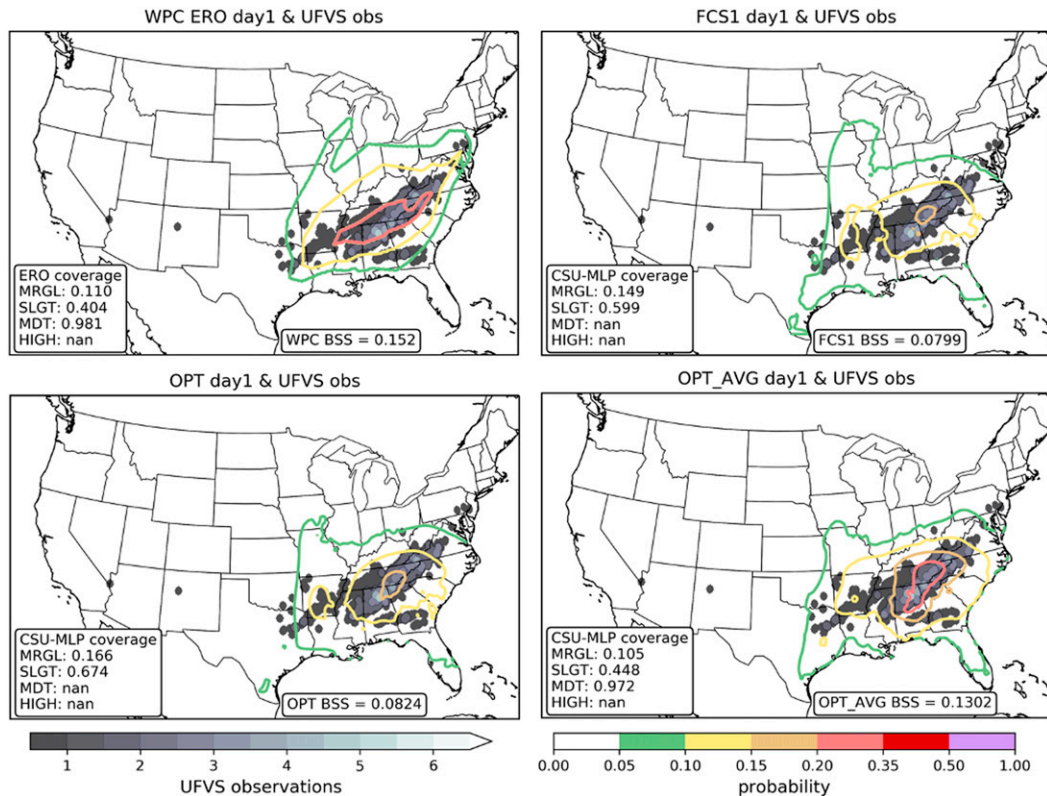 WPC ERO day1 & UFVS obs
ERO coverage
MRGL: 0.110
SLGT: 0.404
MDT: 0.981
HIGH: nan
WPC BSS = 0.152
FCS1 day1 & UFVS obs
CSU-MLP coverage
MRGL: 0.149
SLGT: 0.599
MDT: nan
HIGH: nan
FCS1 BSS = 0.0799
OPT day1 & UFVS obs
CSU-MLP coverage
MRGL: 0.166
SLGT: 0.674
MDT: nan
HIGH: nan
OPT BSS = 0.0824
OPT_AVG day1 & UFVS obs
CSU-MLP coverage
MRGL: 0.105
SLGT: 0.448
MDT: 0.972
HIGH: nan
OPT_AVG BSS = 0.1302
1 2 3 4 5 6
UFVS observations
0.00 0.05 0.10 0.15 0.20 0.35 0.50 1.00
probability